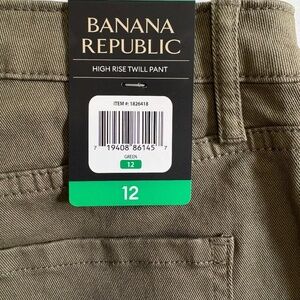 BANANA
REPUBLIC
HIGH RISE TWILL PANT
ITEM #: 1826418
7 19408 86145 7
GREEN
12
12